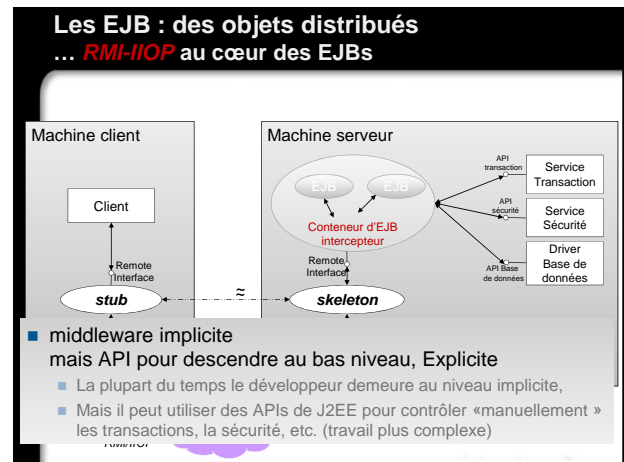 Les EJB : des objets distribués
… RMI-IIOP au cœur des EJBs
Machine client
Machine serveur
Client
Remote
Interface
stub
≈
EJB
EJB
Conteneur d'EJB
intercepteur
Remote
Interface
skeleton
API
transaction
Service
Transaction
API
sécurité
Service
Sécurité
API Base
de données
Driver
Base de
données
middleware implicite
mais API pour descendre au bas niveau, Explicite
La plupart du temps le développeur demeure au niveau implicite,
Mais il peut utiliser des APIs de J2EE pour contrôler «manuellement »
les transactions, la sécurité, etc. (travail plus complexe)
RMI/IIOP